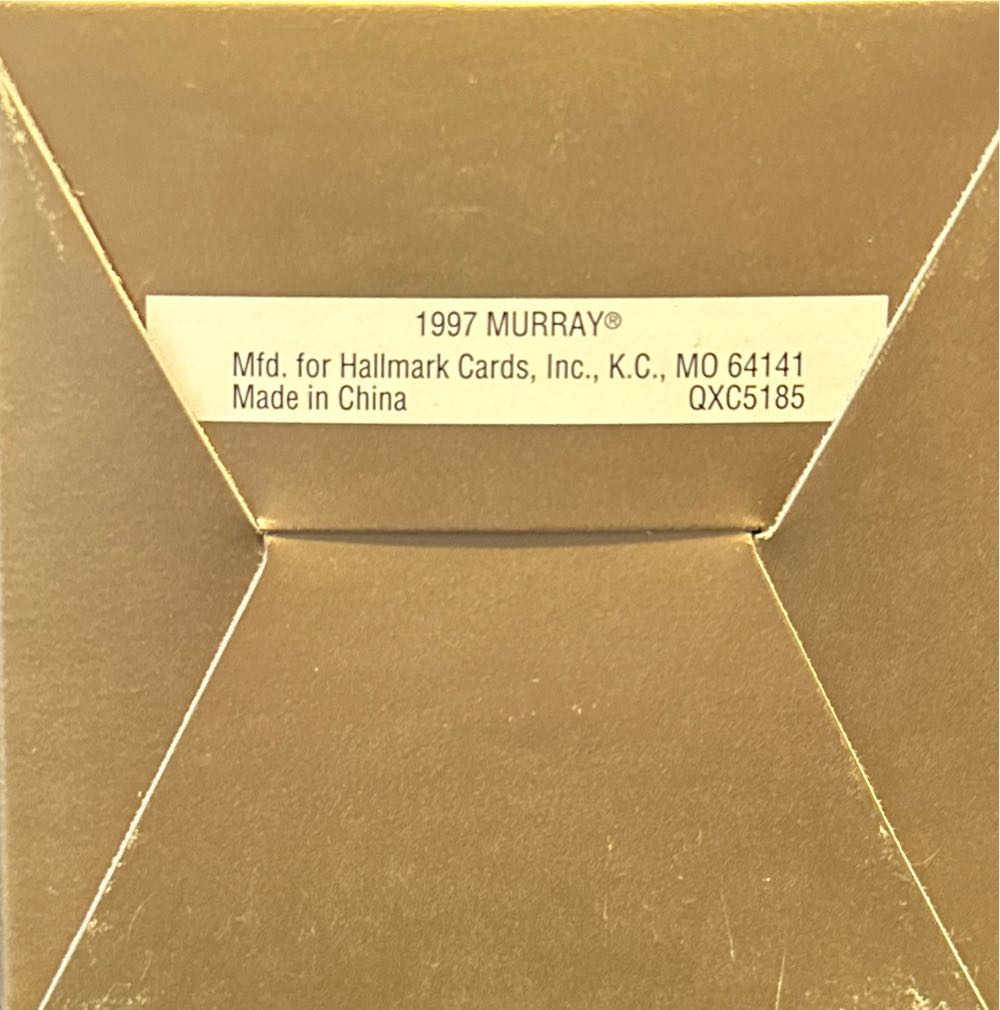 1997 MURRAY®
Mfd. for Hallmark Cards, Inc., K.C., MO 64141
Made in China QXC5185